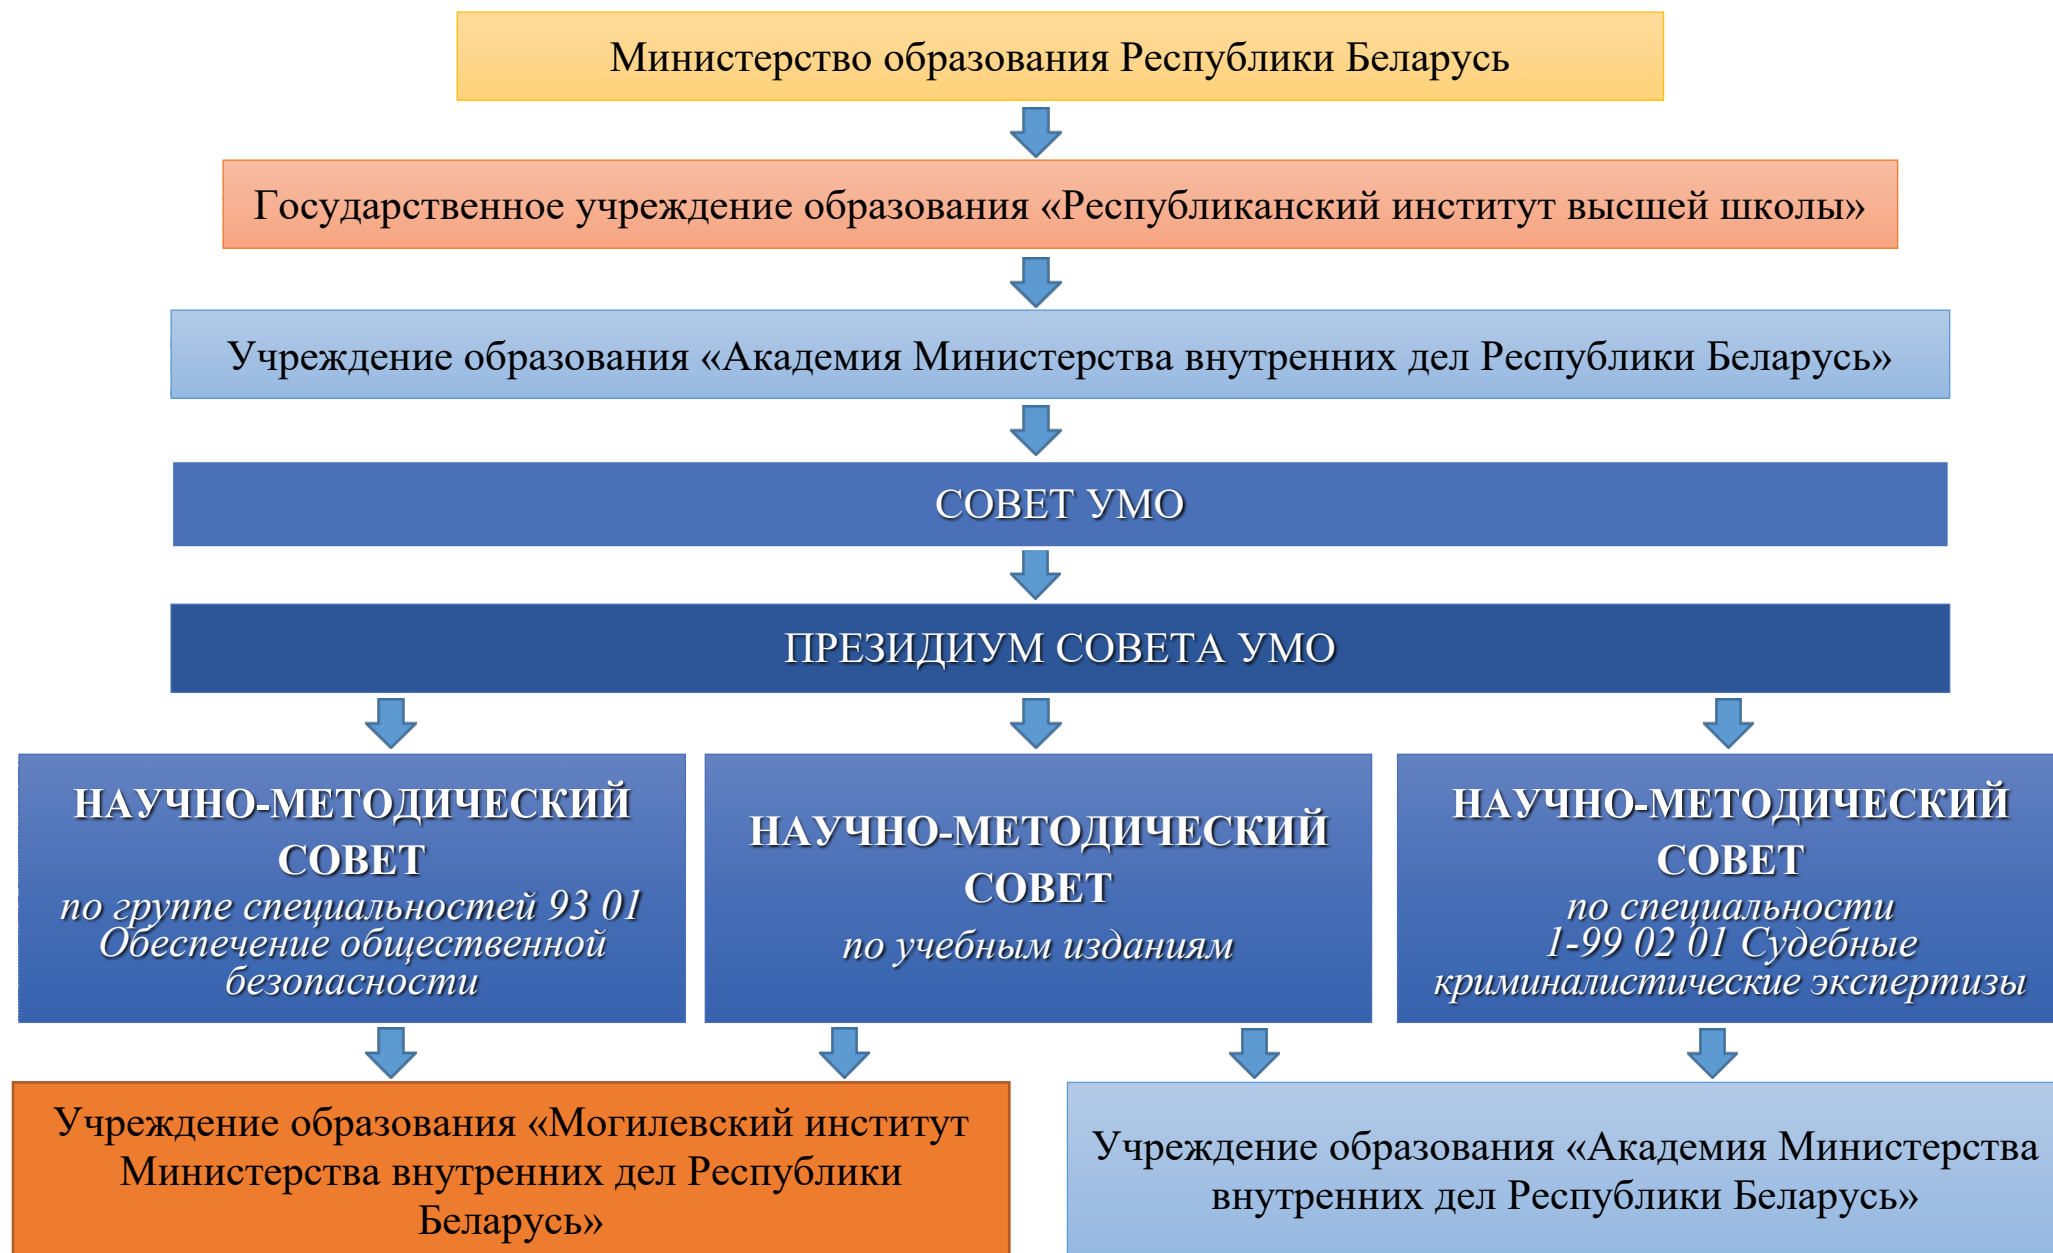 Министерство образования Республики Беларусь
Государственное учреждение образования «Республиканский институт высшей школы»
Учреждение образования «Академия Министерства внутренних дел Республики Беларусь»
СОВЕТ УМО
ПРЕЗИДИУМ СОВЕТА УМО
НАУЧНО-МЕТОДИЧЕСКИЙ
СОВЕТ
по группе специальностей 93 01
Обеспечение общественной
безопасности
НАУЧНО-МЕТОДИЧЕСКИЙ
СОВЕТ
по учебным изданиям
НАУЧНО-МЕТОДИЧЕСКИЙ
СОВЕТ
по специальности
1-99 02 01 Судебные
криминалистические экспертизы
Учреждение образования «Могилевский институт
Министерства внутренних дел Республики
Беларусь»
Учреждение образования «Академия Министерства
внутренних дел Республики Беларусь»